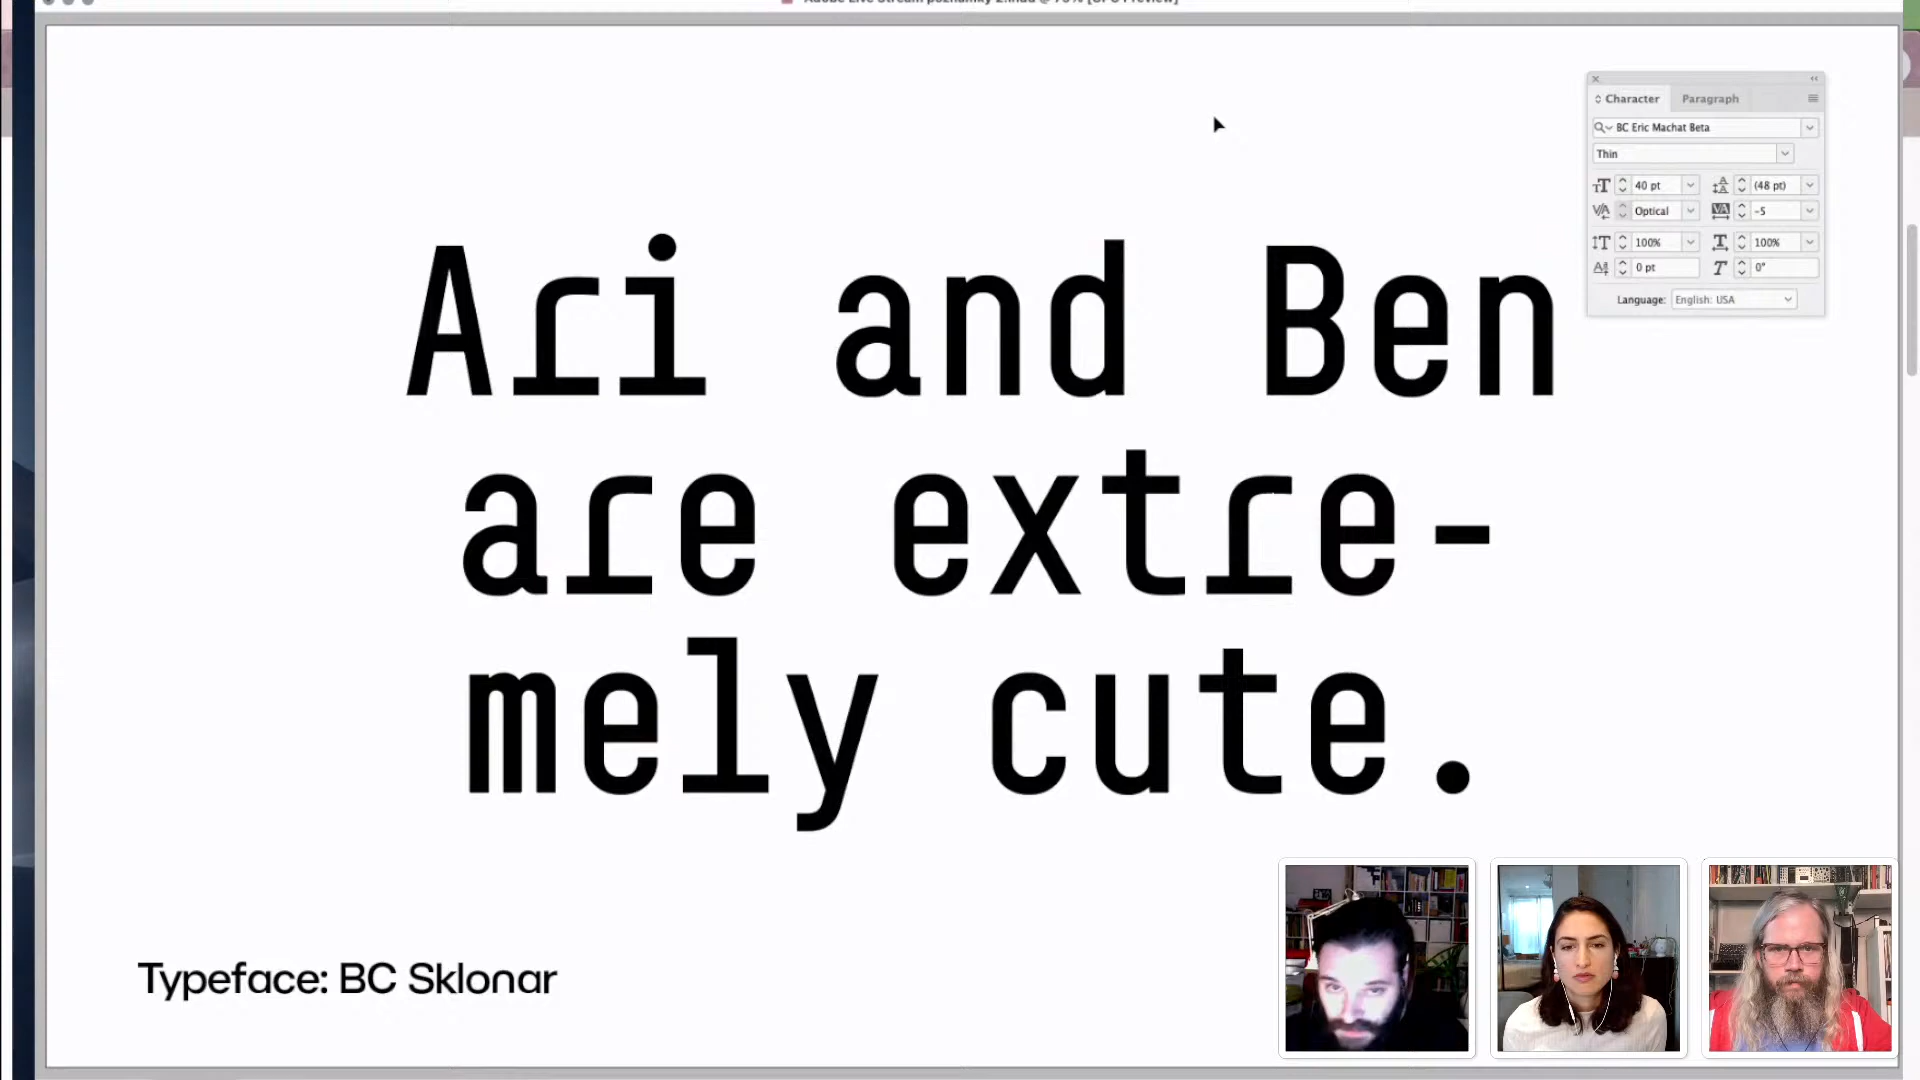 Character
Paragraph
BC Eric Machat Beta
Thin
40 pt
(48 pt)
Optical
-5
100%
100%
0 pt
0°
Language: English: USA
Ari and Ben
are extre-
mely cute.
Typeface: BC Sklonar